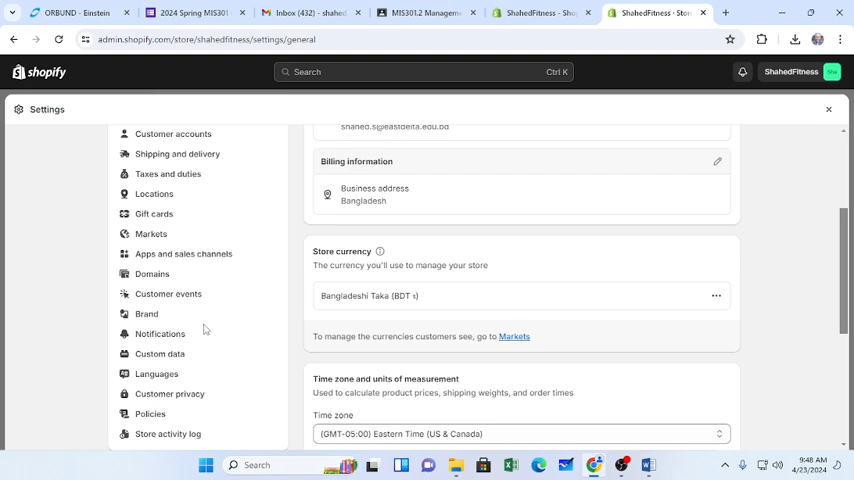 ORBUND - Einstein
2024 Spring MIS301
Inbox (432) - shahed
MIS301.2 Managemen
ShahedFitness - Shop
ShahedFitness - Store
admin.shopify.com/store/shahedfitness/settings/general
shopify
Search
Ctrl K
ShahedFitness
Sha
Settings
Customer accounts
Shipping and delivery
Taxes and duties
Locations
Gift cards
Markets
Apps and sales channels
Domains
Customer events
Brand
Notifications
Custom data
Languages
Customer privacy
Policies
Store activity log
shahed.s@eastdelta.edu.bd
Billing information
Business address
Bangladesh
Store currency
The currency you'll use to manage your store
Bangladeshi Taka (BDT ৳)
To manage the currencies customers see, go to Markets
Time zone and units of measurement
Used to calculate product prices, shipping weights, and order times
Time zone
(GMT-05:00) Eastern Time (US & Canada)
Search
9:48 AM
4/23/2024